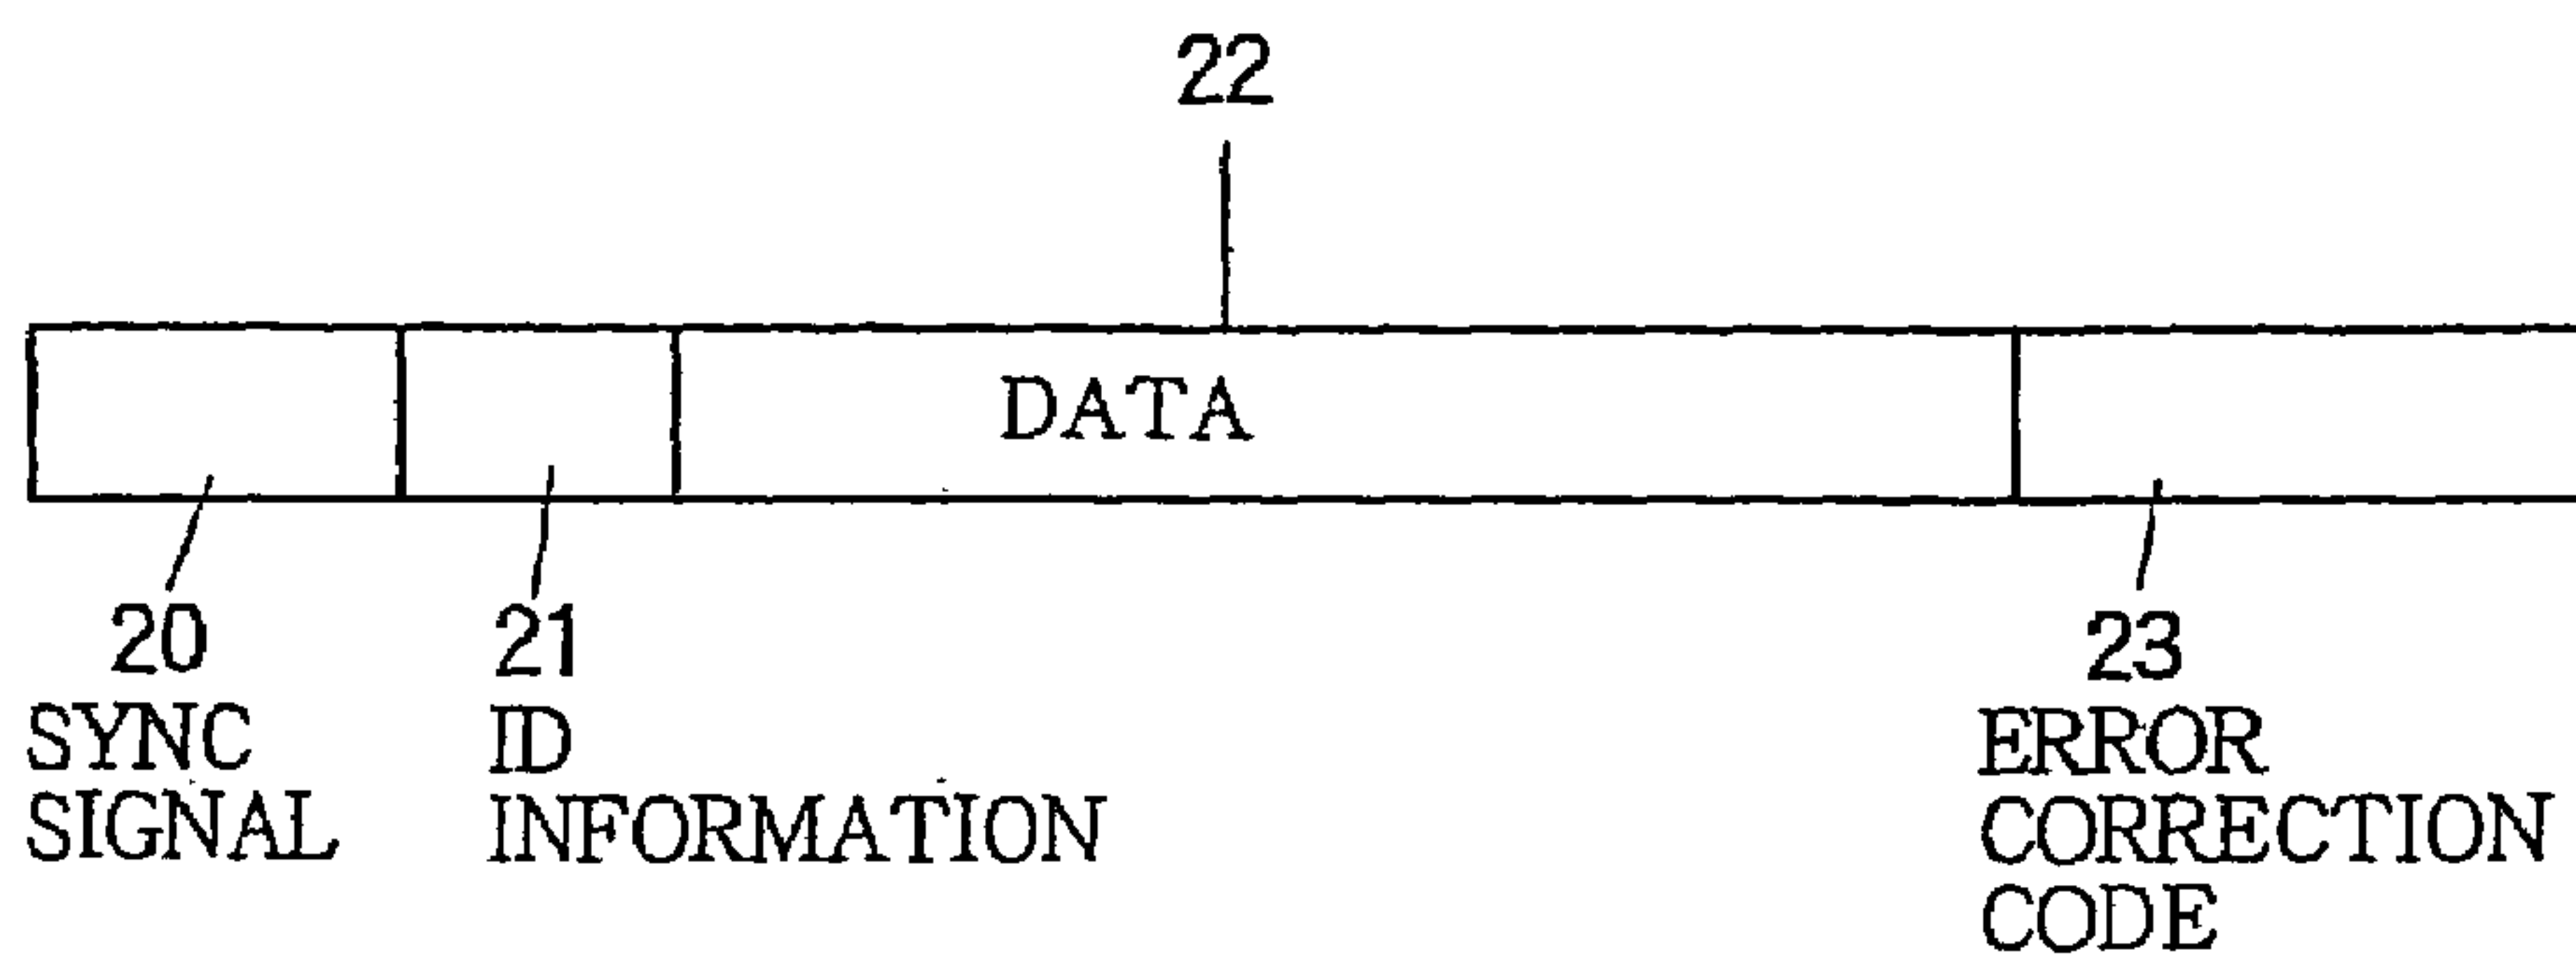 22
DATA
20
SYNC
SIGNAL
21
ID
INFORMATION
23
ERROR
CORRECTION
CODE